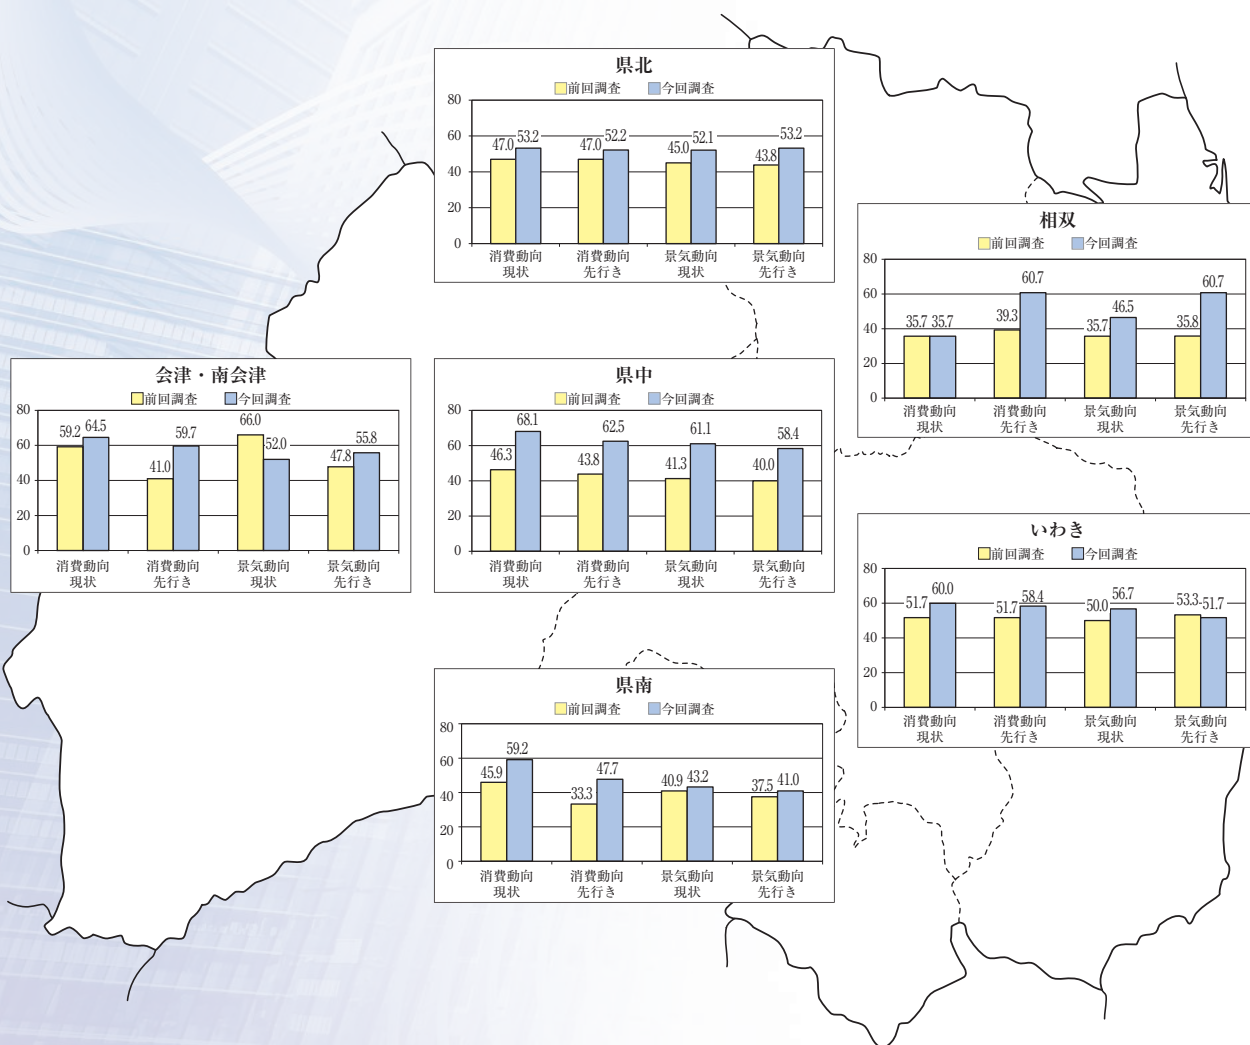 県北
前回調査 今回調査
80
60
40
20
0
47.0 53.2 47.0 52.2 45.0 52.1 43.8 53.2
消費動向 消費動向 景気動向 景気動向
現状 先行き 現状 先行き
相双
前回調査 今回調査
80
60
40
20
0
35.7 35.7 39.3 60.7 35.7 46.5 35.8 60.7
消費動向 消費動向 景気動向 景気動向
現状 先行き 現状 先行き
会津・南会津
前回調査 今回調査
80
60
40
20
0
59.2 64.5 41.0 59.7 66.0 52.0 47.8 55.8
消費動向 消費動向 景気動向 景気動向
現状 先行き 現状 先行き
県中
前回調査 今回調査
80
60
40
20
0
46.3 68.1 43.8 62.5 41.3 61.1 40.0 58.4
消費動向 消費動向 景気動向 景気動向
現状 先行き 現状 先行き
いわき
前回調査 今回調査
80
60
40
20
0
51.7 60.0 51.7 58.4 50.0 56.7 53.3 51.7
消費動向 消費動向 景気動向 景気動向
現状 先行き 現状 先行き
県南
前回調査 今回調査
80
60
40
20
0
45.9 59.2 33.3 47.7 40.9 43.2 37.5 41.0
消費動向 消費動向 景気動向 景気動向
現状 先行き 現状 先行き